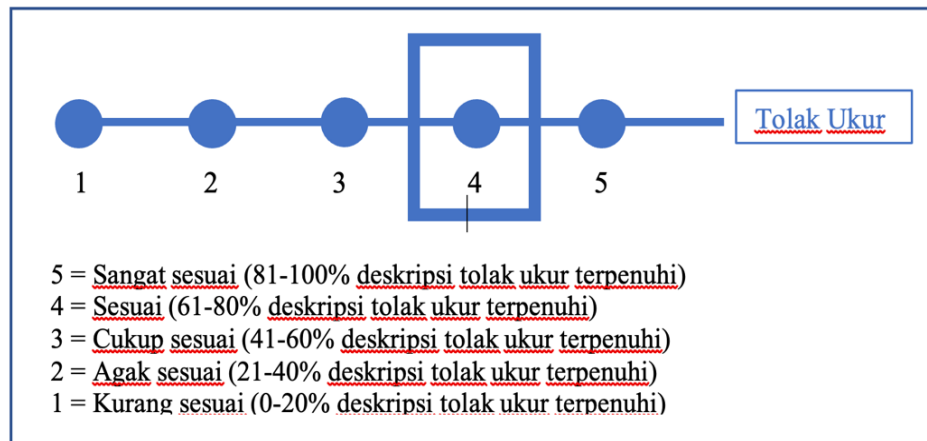 Tolak Ukur
1 2 3 4 5
5 = Sangat sesuai (81-100% deskripsi tolak ukur terpenuhi)
4 = Sesuai (61-80% deskripsi tolak ukur terpenuhi)
3 = Cukup sesuai (41-60% deskripsi tolak ukur terpenuhi)
2 = Agak sesuai (21-40% deskripsi tolak ukur terpenuhi)
1 = Kurang sesuai (0-20% deskripsi tolak ukur terpenuhi)